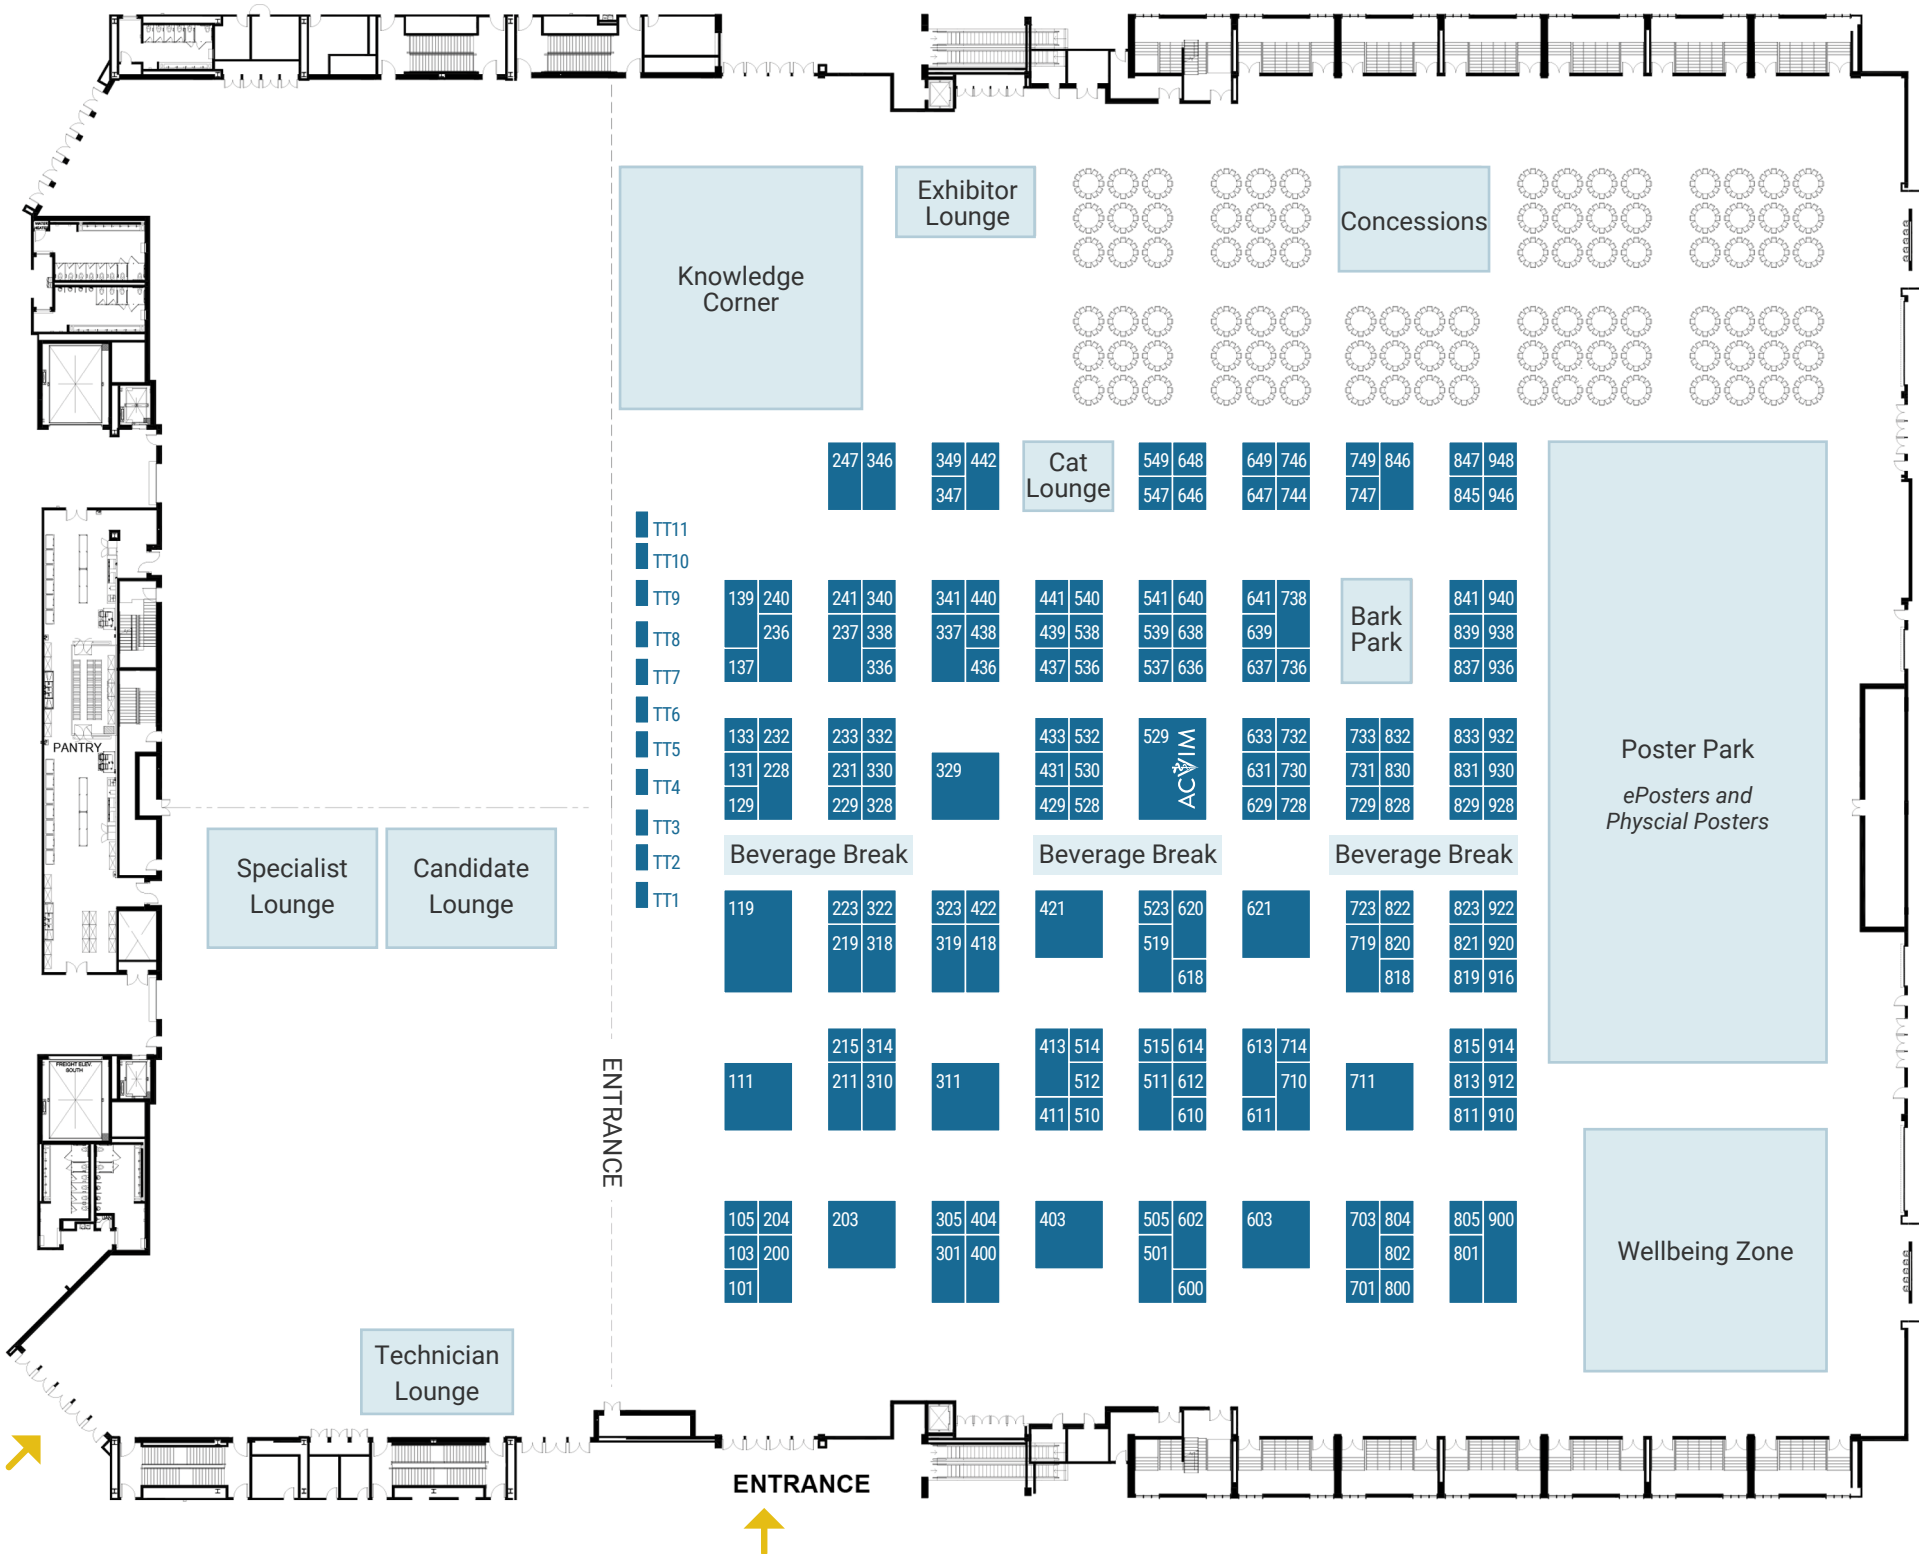 Exhibitor
Lounge
Concessions
Knowledge
Corner
247 346
349 442
347
Cat
Lounge
549 648
547 646
649 746
647 744
749 846
747
847 948
845 946
TT11
TT10
TT9
TT8
TT7
TT6
TT5
TT4
TT3
TT2
TT1
139 240
236
137
241 340
237 338
336
341 440
337 438
436
441 540
439 538
437 536
541 640
539 638
537 636
641 738
639
637 736
Bark
Park
841 940
839 938
837 936
PANTRY
133 232
131 228
129
233 332
231 330
229 328
329
433 532
431 530
429 528
529
ACVIM
633 732
631 730
629 728
733 832
731 830
729 828
833 932
831 930
829 928
Poster Park
ePosters and
Physcial Posters
Beverage Break
Beverage Break
Beverage Break
Specialist
Lounge
Candidate
Lounge
119
223 322
219 318
323 422
319 418
421
523 620
519
618
621
723 822
719 820
818
823 922
821 920
819 916
FREIGHT ELEV.
SOUTH
ENTRANCE
111
215 314
211 310
311
413 514
512
411 510
515 614
511 612
610
613 714
710
611
711
815 914
813 912
811 910
105 204
103 200
101
203
305 404
301 400
403
505 602
501
600
603
703 804
802
701 800
805 900
801
Wellbeing Zone
Technician
Lounge
ENTRANCE